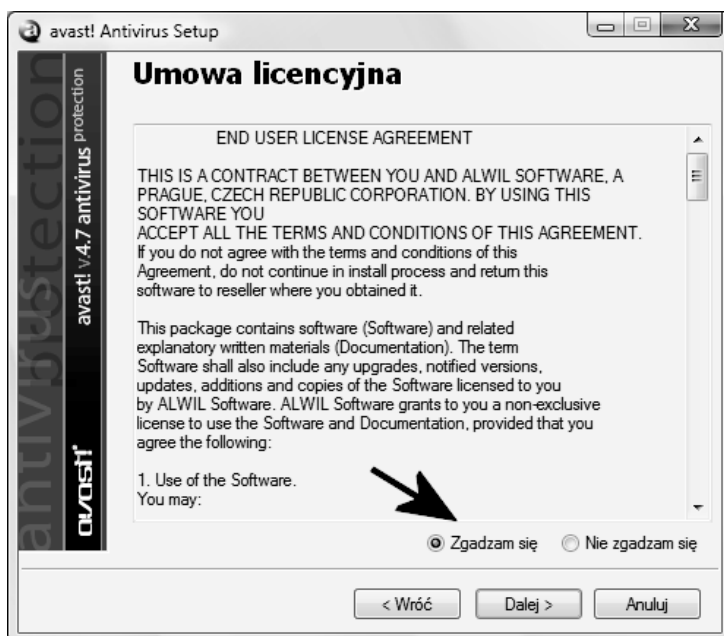 avast! Antivirus Setup
Umowa licencyjna
antivirus protection
avast! v.4.7 antivirus protection
avast!
END USER LICENSE AGREEMENT
THIS IS A CONTRACT BETWEEN YOU AND ALWIL SOFTWARE, A
PRAGUE, CZECH REPUBLIC CORPORATION. BY USING THIS
SOFTWARE YOU
ACCEPT ALL THE TERMS AND CONDITIONS OF THIS AGREEMENT.
If you do not agree with the terms and conditions of this
Agreement, do not continue in install process and return this
software to reseller where you obtained it.
This package contains software (Software) and related
explanatory written materials (Documentation). The term
Software shall also include any upgrades, notified versions,
updates, additions and copies of the Software licensed to you
by ALWIL Software. ALWIL Software grants to you a non-exclusive
license to use the Software and Documentation, provided that you
agree the following:
1. Use of the Software.
You may:
Zgadzam się
Nie zgadzam się
< Wróć
Dalej >
Anuluj